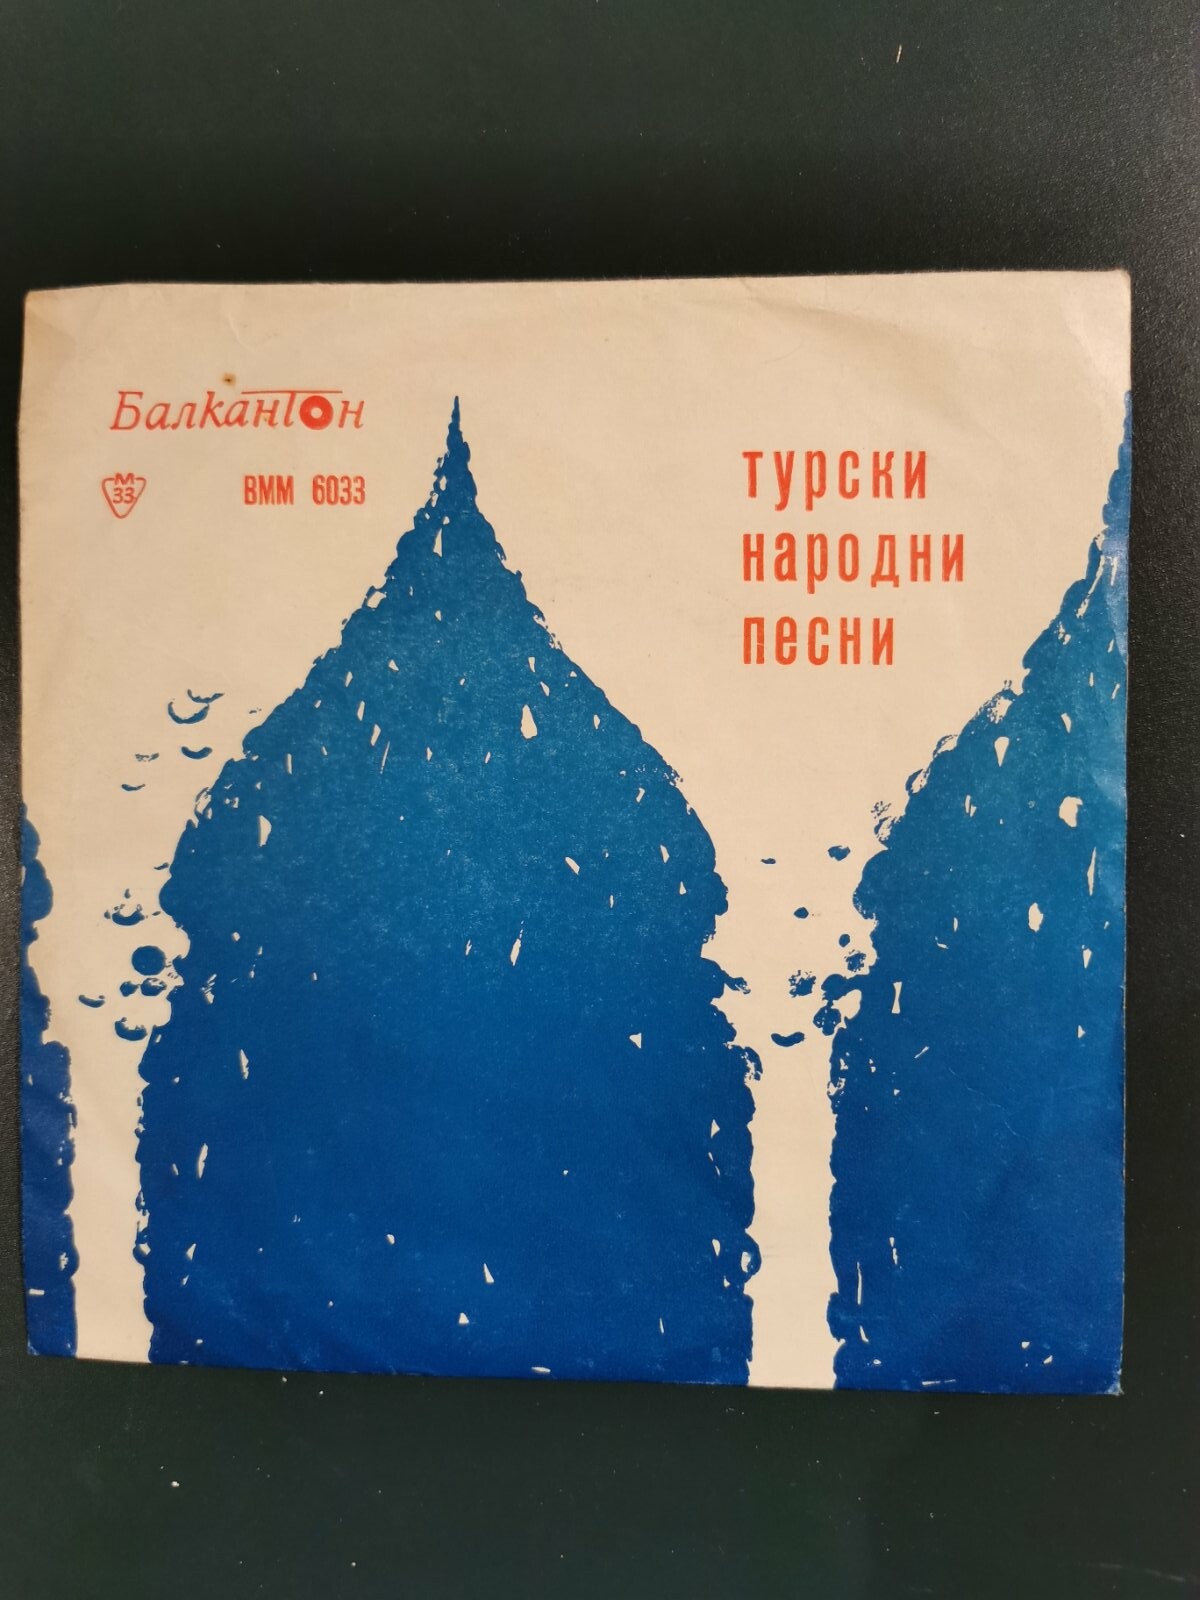 Балкантон
М
33
ВММ 6033
турски
народни
песни